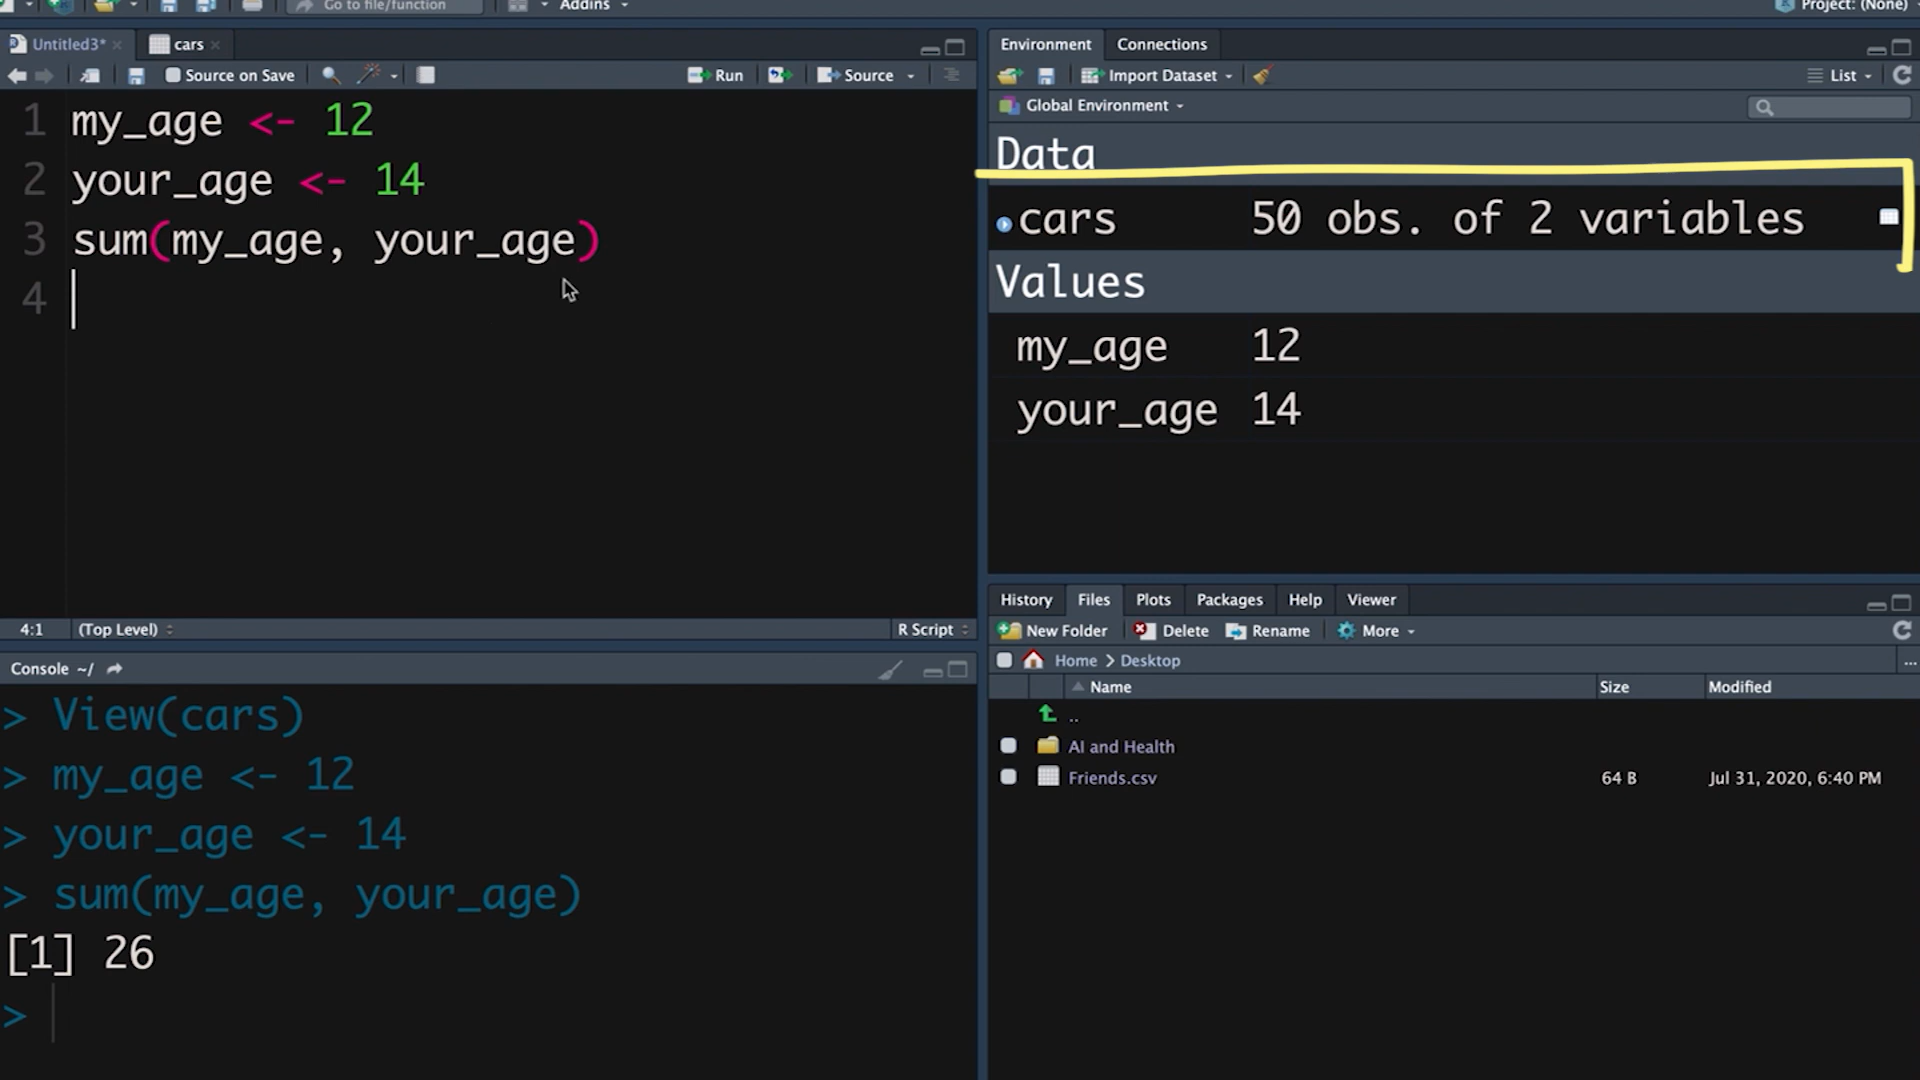 Go to file/function
Addins
Project: (None)
Untitled3*
cars
Source on Save
Run
Source
1 my_age <- 12
2 your_age <- 14
3 sum(my_age, your_age)
4
4:1
(Top Level)
R Script
Console ~/
> View(cars)
> my_age <- 12
> your_age <- 14
> sum(my_age, your_age)
[1] 26
>
Environment
Connections
Import Dataset
List
Global Environment
Data
cars 50 obs. of 2 variables
Values
my_age 12
your_age 14
History
Files
Plots
Packages
Help
Viewer
New Folder
Delete
Rename
More
Home > Desktop
...
Name
Size
Modified
..
AI and Health
Friends.csv 64 B Jul 31, 2020, 6:40 PM